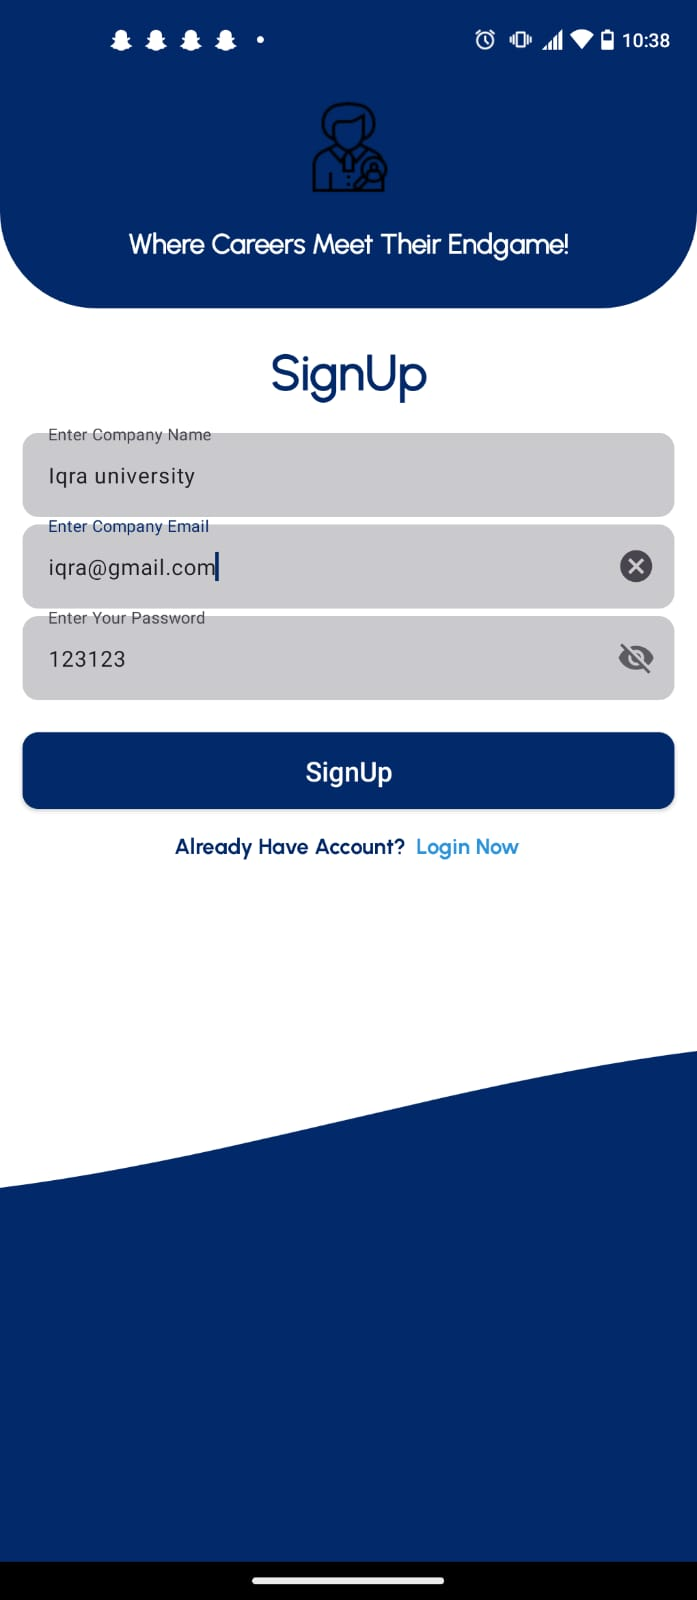 10:38
Where Careers Meet Their Endgame!
SignUp
Enter Company Name
Iqra university
Enter Company Email
iqra@gmail.com
Enter Your Password
123123
SignUp
Already Have Account? Login Now